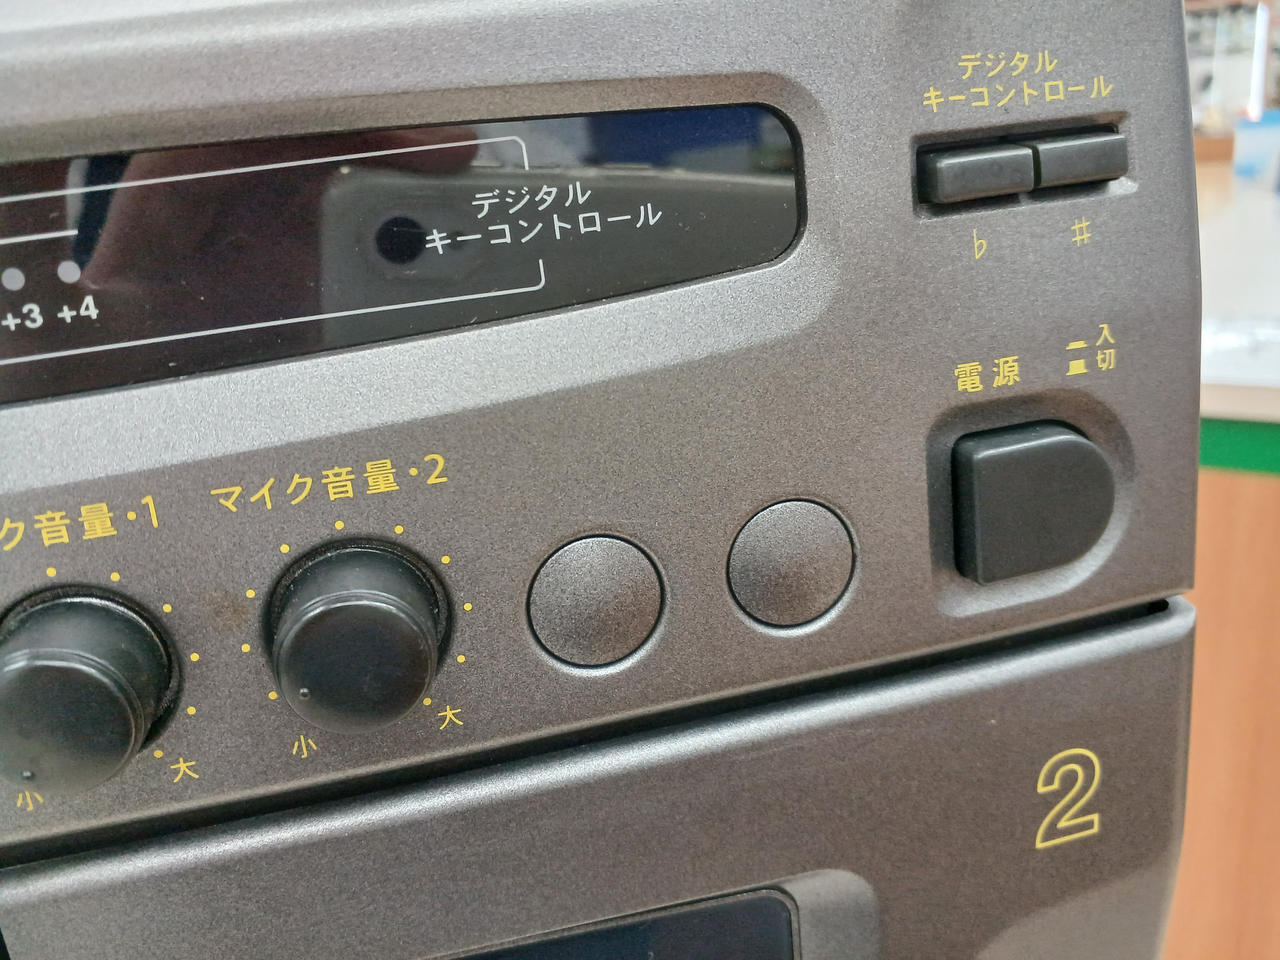 デジタル
キーコントロール
♭ ♯
デジタル
キーコントロール
+3 +4
電源
入
切
ク音量・1
マイク音量・2
小 大
小 大
2